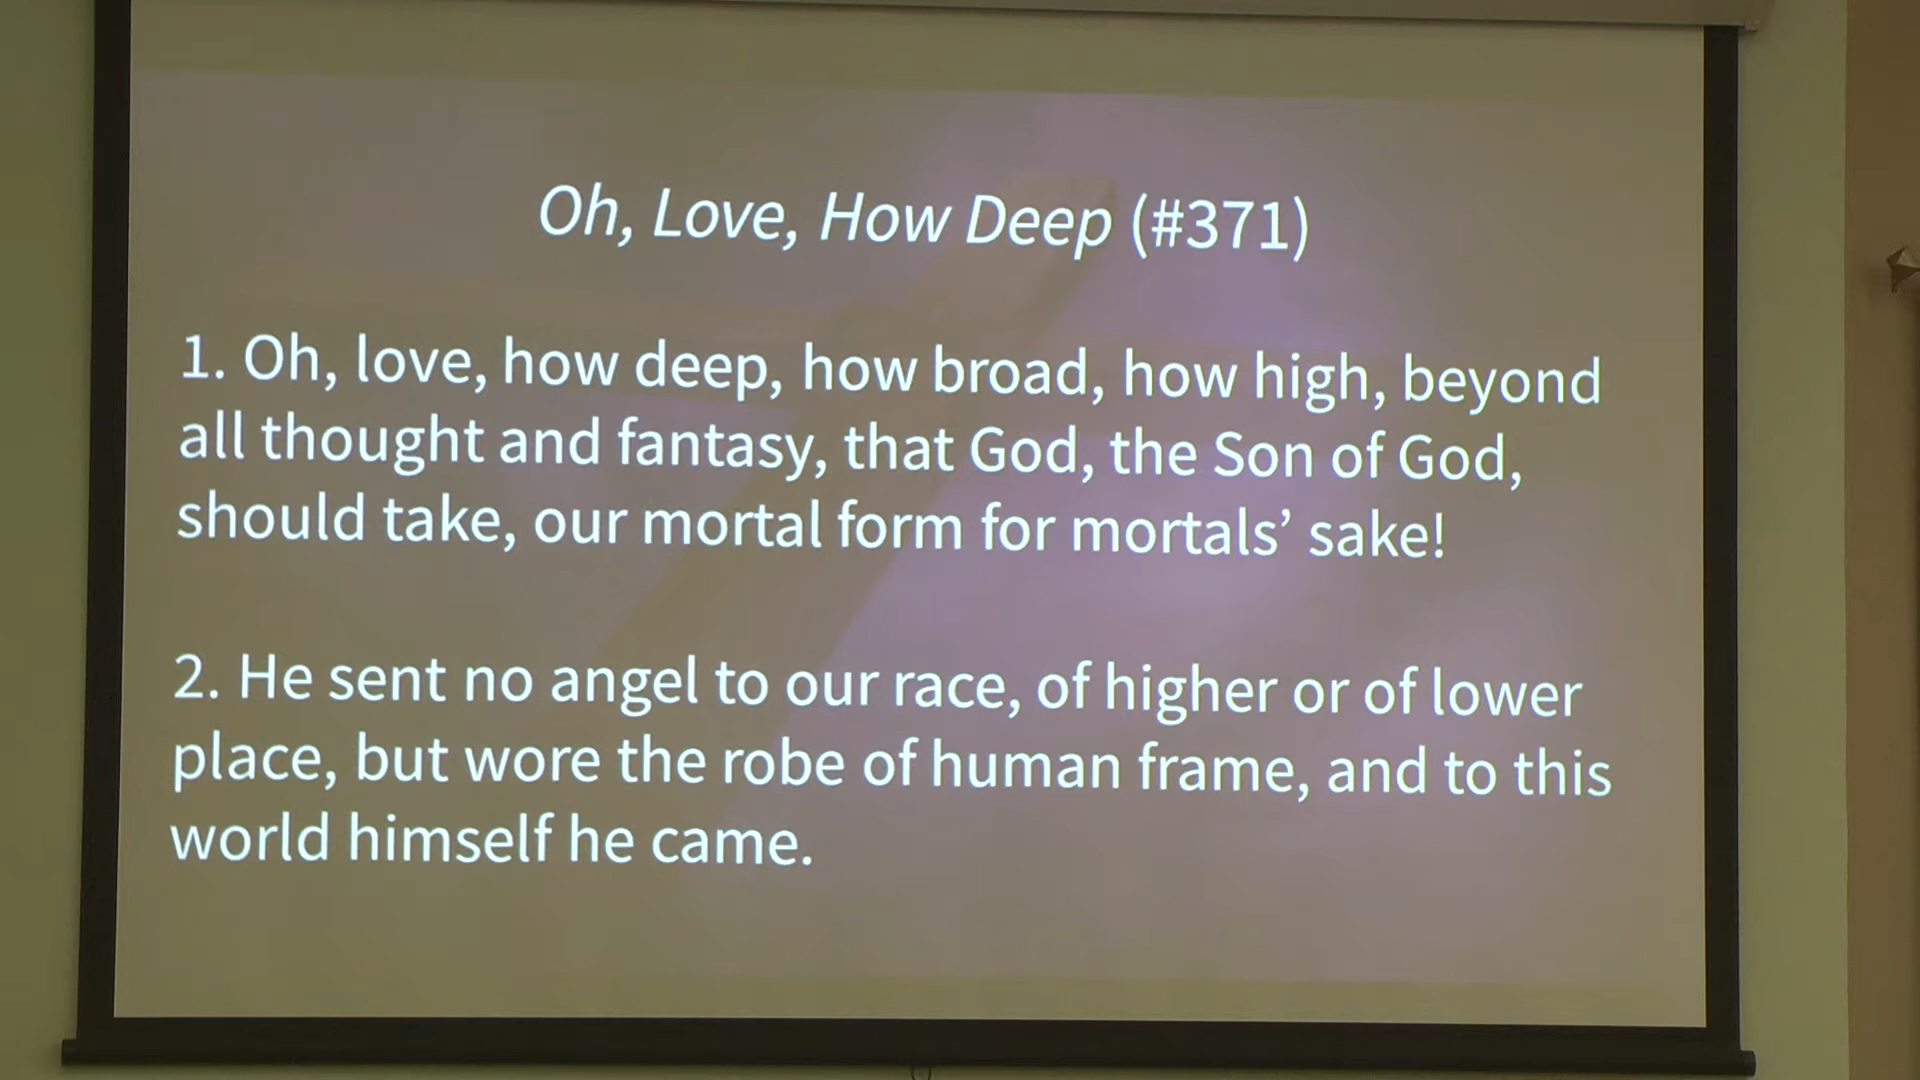 Oh, Love, How Deep (#371)
1. Oh, love, how deep, how broad, how high, beyond
all thought and fantasy, that God, the Son of God,
should take, our mortal form for mortals’ sake!
2. He sent no angel to our race, of higher or of lower
place, but wore the robe of human frame, and to this
world himself he came.